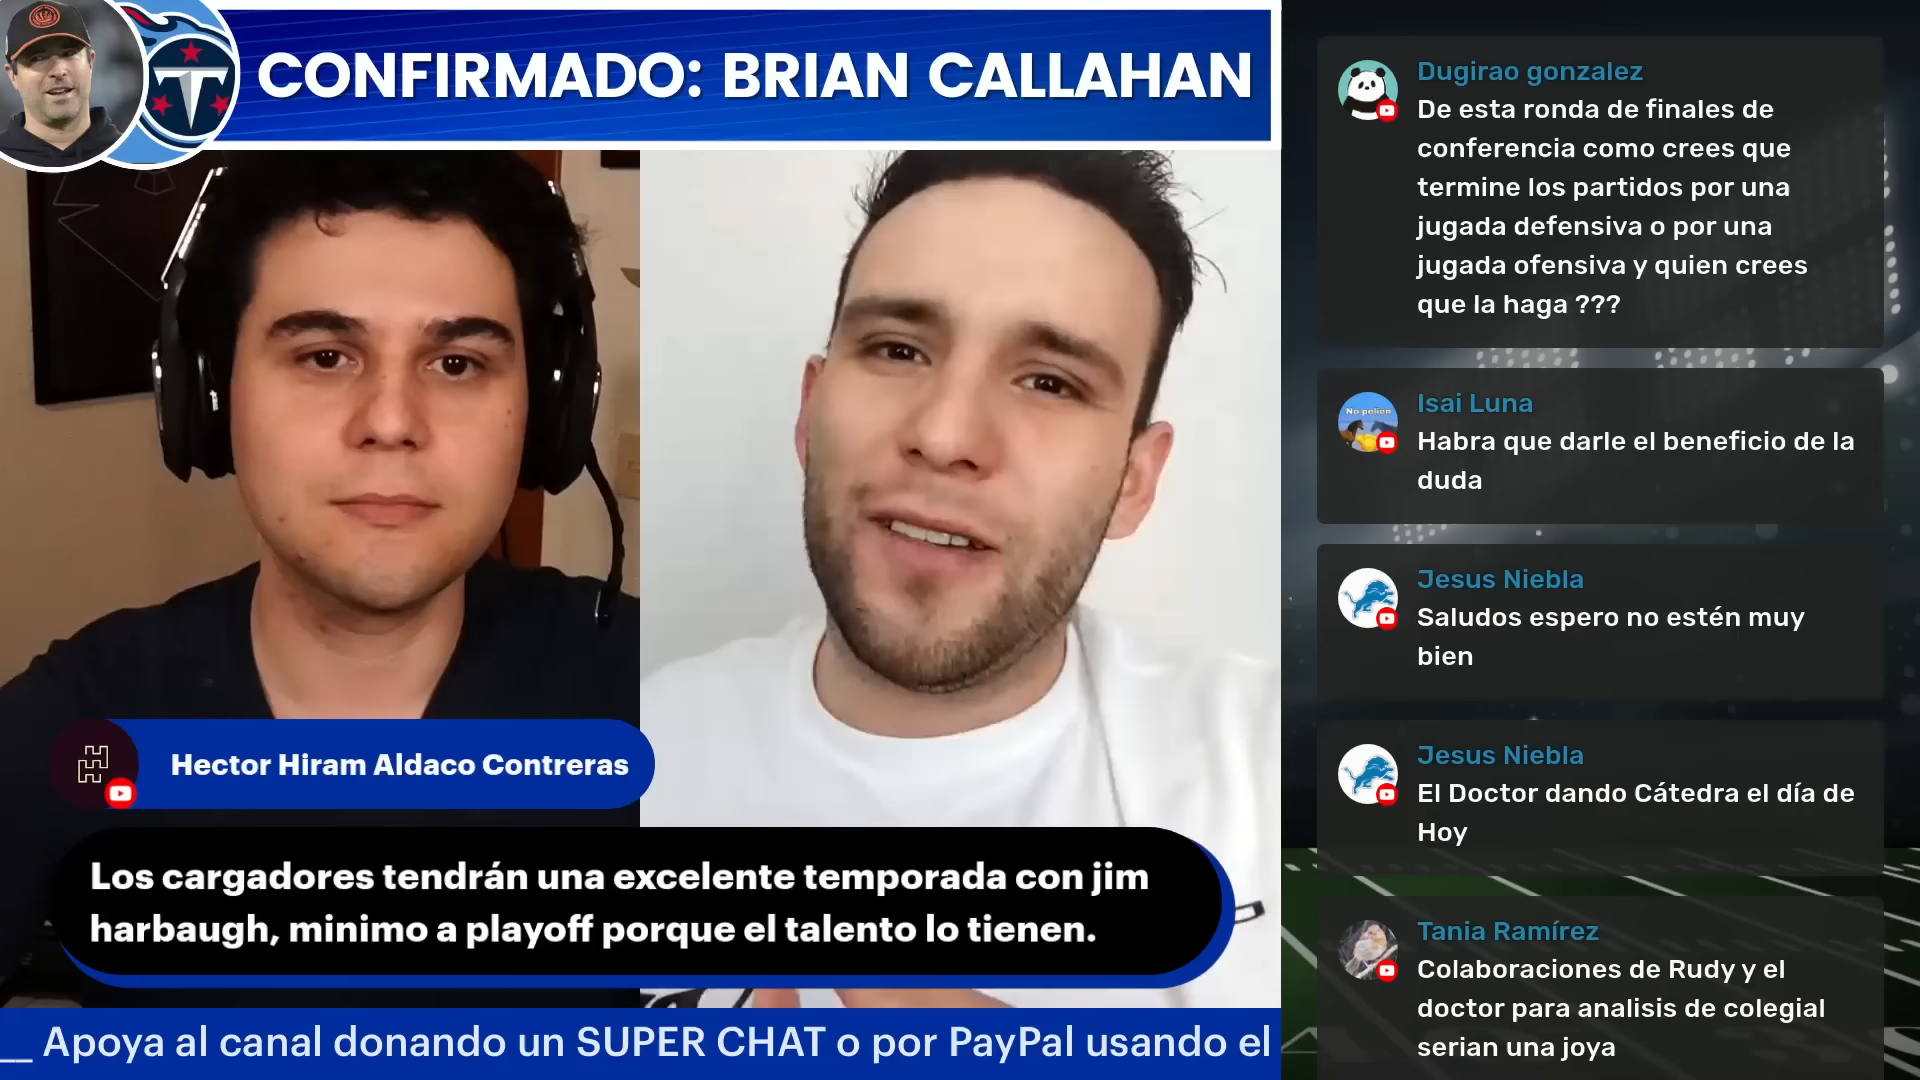 CONFIRMADO: BRIAN CALLAHAN
Hector Hiram Aldaco Contreras
Los cargadores tendrán una excelente temporada con jim
harbaugh, minimo a playoff porque el talento lo tienen.
__ Apoya al canal donando un SUPER CHAT o por PayPal usando el
Dugirao gonzalez
De esta ronda de finales de
conferencia como crees que
termine los partidos por una
jugada defensiva o por una
jugada ofensiva y quien crees
que la haga ???
No pelien
Isai Luna
Habra que darle el beneficio de la
duda
Jesus Niebla
Saludos espero no estén muy
bien
Jesus Niebla
El Doctor dando Cátedra el día de
Hoy
Tania Ramírez
Colaboraciones de Rudy y el
doctor para analisis de colegial
serian una joya